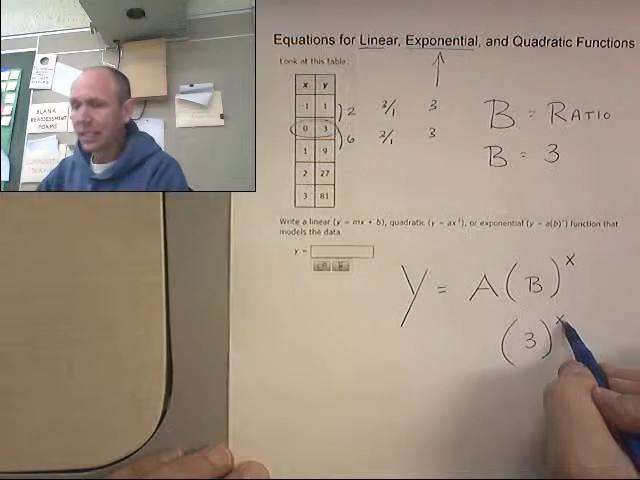 Equations for Linear, Exponential, and Quadratic Functions
Look at this table:
x y
-1 1
0 3
1 9
2 27
3 81
) 2 3/1 3
) 6 3/1 3
B = RATIO
B = 3
Write a linear (y = mx + b), quadratic (y = ax²), or exponential (y = a(b)ˣ) function that
models the data.
y =
Y = A(B)ˣ
(3)ˣ
BLANK
REASSESSMENT
FORMS